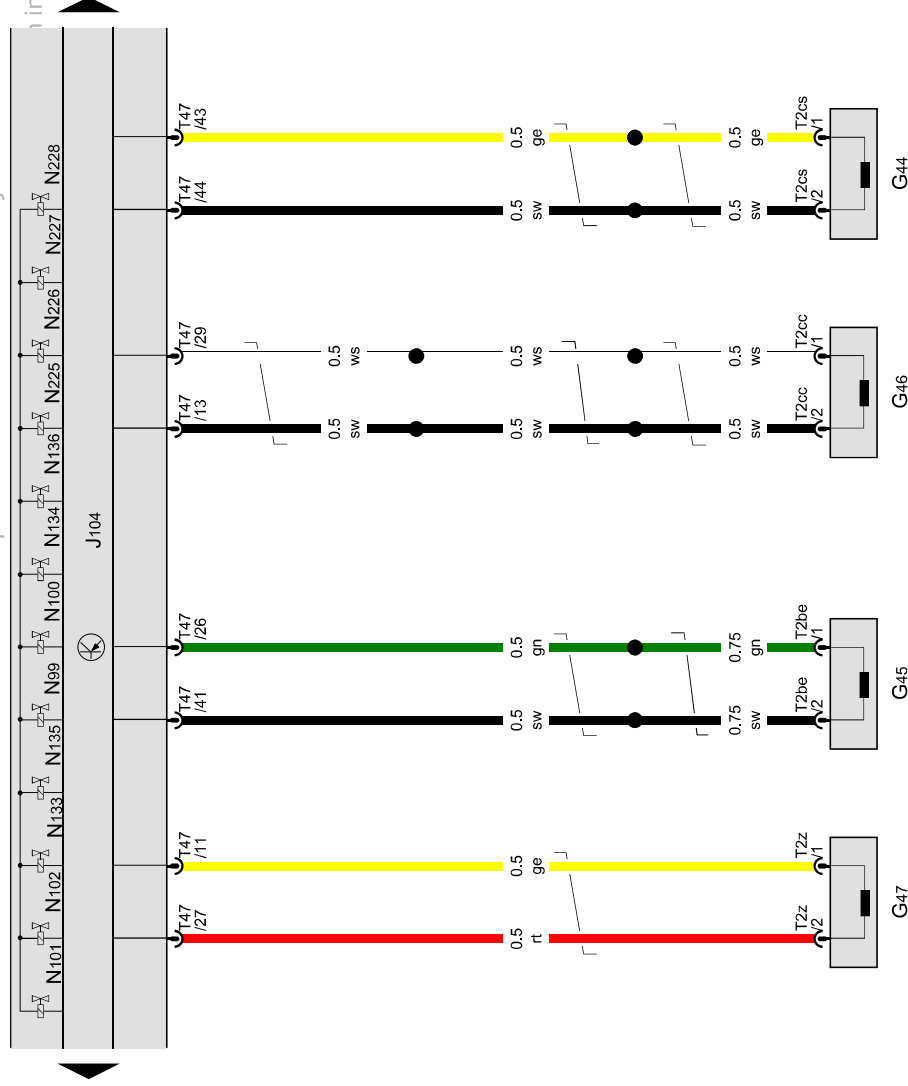 N101
N102
N133
N135
N99
N100
N134
N136
N225
N226
N227
N228
J104
T47
/27
T47
/11
T47
/41
T47
/26
T47
/13
T47
/29
T47
/44
T47
/43
0.5
sw
0.5
ws
0.5
rt
0.5
ge
0.5
sw
0.5
gn
0.5
sw
0.5
ws
0.5
sw
0.5
ge
0.75
sw
0.75
gn
0.5
sw
0.5
ws
0.5
sw
0.5
ge
T2z
/2
T2z
/1
T2be
/2
T2be
/1
T2cc
/2
T2cc
/1
T2cs
/2
T2cs
/1
G47
G45
G46
G44